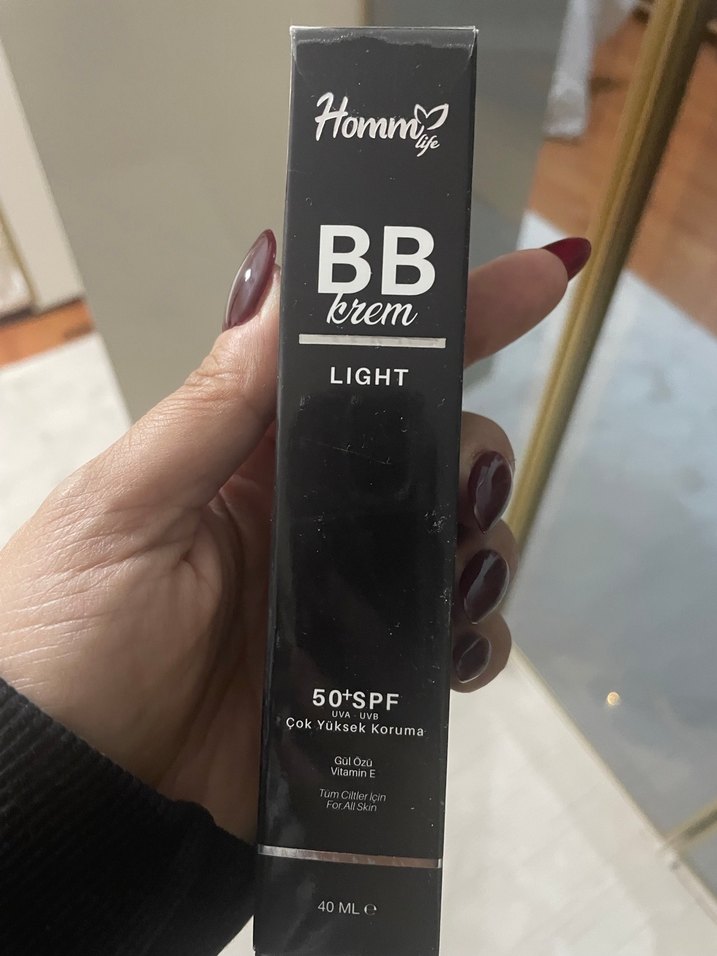 Homm
life
BB
krem
LIGHT
50+SPF
UVA - UVB
Çok Yüksek Koruma
Gül Özü
Vitamin E
Tüm Ciltler İçin
For All Skin
40 ML ℮